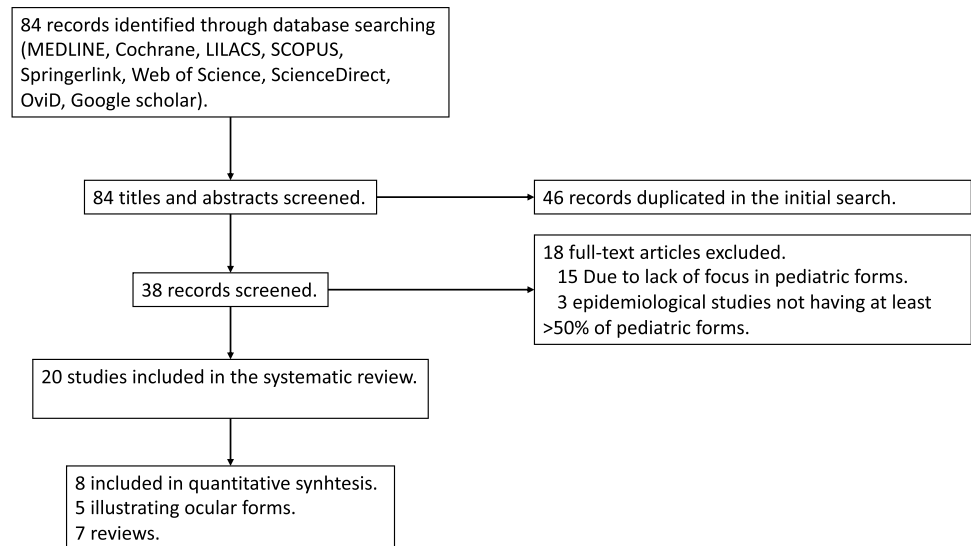 84 records identified through database searching
(MEDLINE, Cochrane, LILACS, SCOPUS,
Springerlink, Web of Science, ScienceDirect,
OviD, Google scholar).
84 titles and abstracts screened.
46 records duplicated in the initial search.
38 records screened.
18 full-text articles excluded.
15 Due to lack of focus in pediatric forms.
3 epidemiological studies not having at least
>50% of pediatric forms.
20 studies included in the systematic review.
8 included in quantitative synhtesis.
5 illustrating ocular forms.
7 reviews.